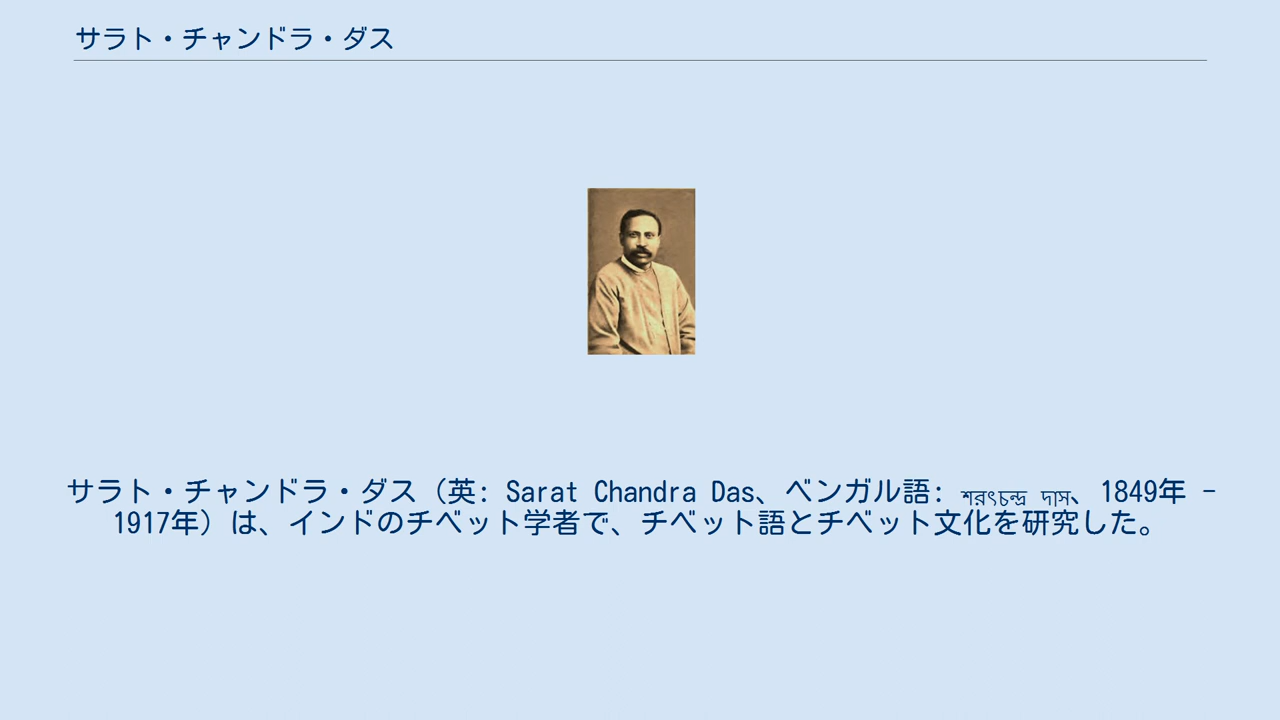 サラト・チャンドラ・ダス
サラト・チャンドラ・ダス（英: Sarat Chandra Das、ベンガル語: শরৎচন্দ্র দাস、1849年 -
1917年）は、インドのチベット学者で、チベット語とチベット文化を研究した。